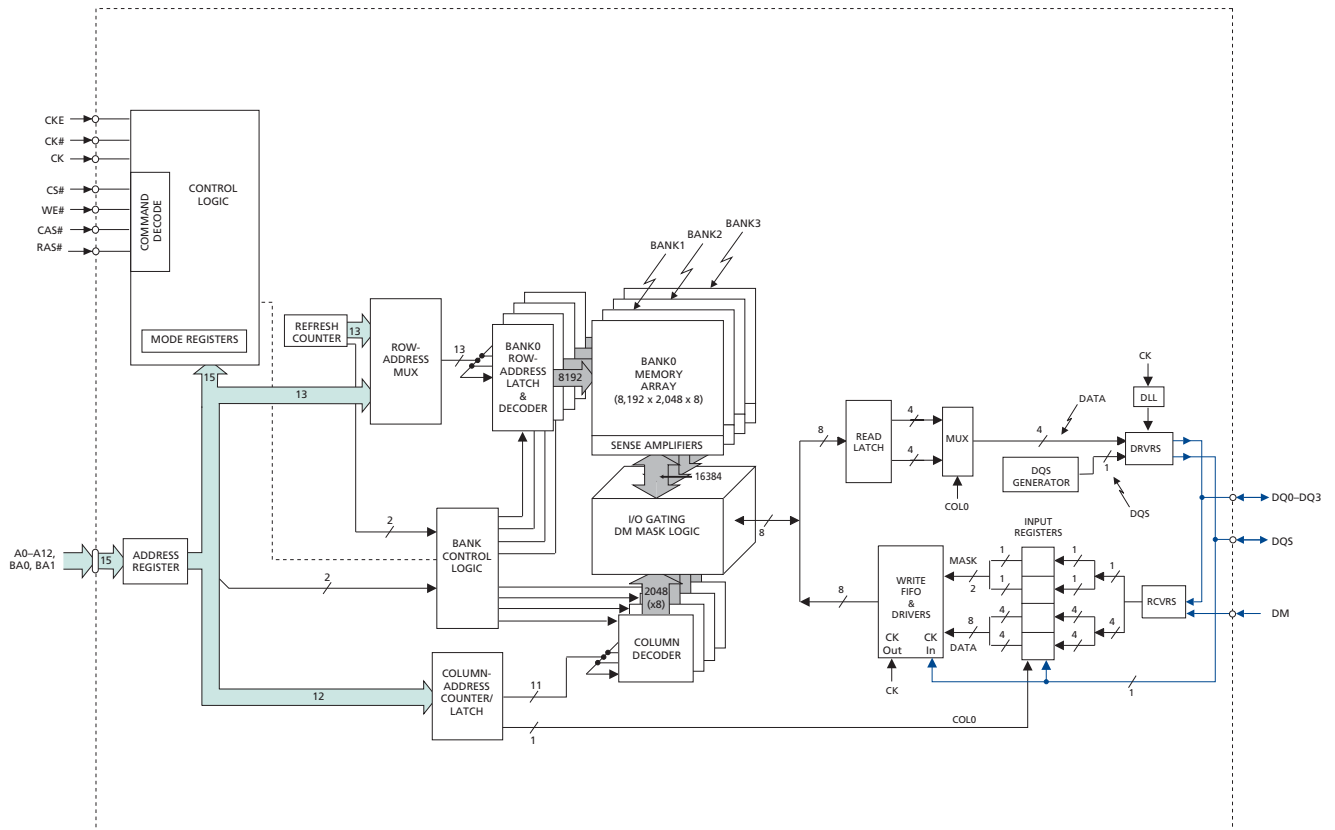 CKE
CK#
CK
CS#
WE#
CAS#
RAS#
COMMAND
DECODE
CONTROL
LOGIC
MODE REGISTERS
15
REFRESH
COUNTER
13
13
ROW-
ADDRESS
MUX
13
BANK0
ROW-
ADDRESS
LATCH
&
DECODER
8192
BANK1
BANK2
BANK3
BANK0
MEMORY
ARRAY
(8,192 x 2,048 x 8)
SENSE AMPLIFIERS
16384
I/O GATING
DM MASK LOGIC
8
2048
(x8)
COLUMN
DECODER
A0–A12,
BA0, BA1
15
ADDRESS
REGISTER
2
2
BANK
CONTROL
LOGIC
12
COLUMN-
ADDRESS
COUNTER/
LATCH
11
1
COL0
8
READ
LATCH
4
4
MUX
COL0
4
DATA
CK
DLL
DRVRS
DQS
GENERATOR
1
DQS
DQ0–DQ3
DQS
DM
INPUT
REGISTERS
8
WRITE
FIFO
&
DRIVERS
CK
Out
CK
In
CK
MASK
2
8
DATA
1
1
4
4
1
1
4
4
1
4
RCVRS
1